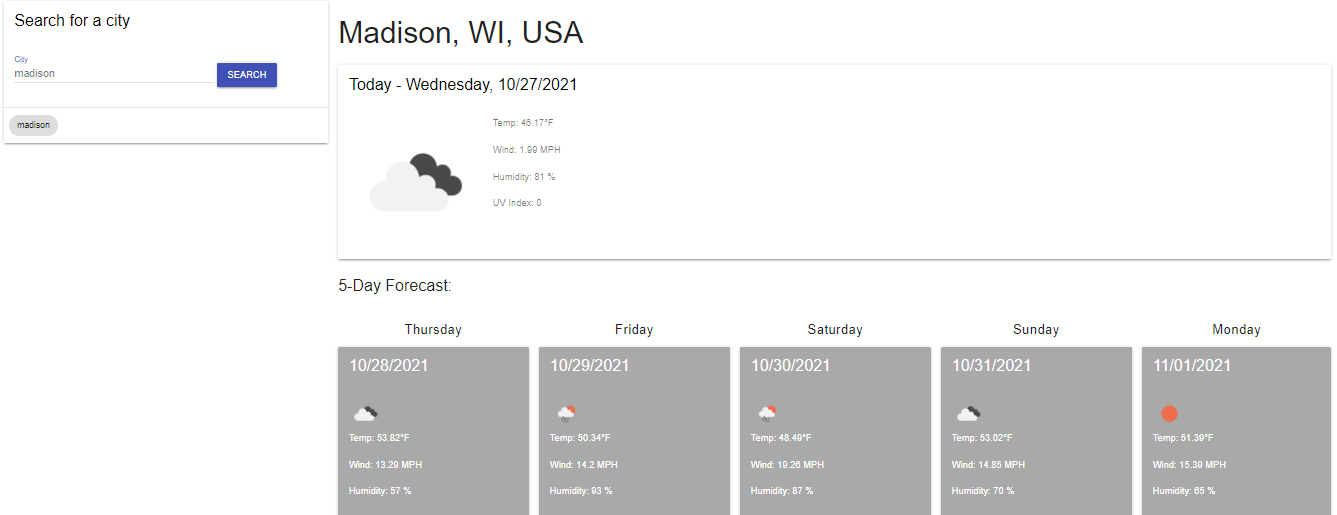 Search for a city
City
madison
SEARCH
madison
Madison, WI, USA
Today - Wednesday, 10/27/2021
Temp: 46.17°F
Wind: 1.99 MPH
Humidity: 81 %
UV Index: 0
5-Day Forecast:
Thursday
10/28/2021
Temp: 53.82°F
Wind: 13.29 MPH
Humidity: 57 %
Friday
10/29/2021
Temp: 50.34°F
Wind: 14.2 MPH
Humidity: 93 %
Saturday
10/30/2021
Temp: 48.49°F
Wind: 19.26 MPH
Humidity: 87 %
Sunday
10/31/2021
Temp: 53.02°F
Wind: 14.85 MPH
Humidity: 70 %
Monday
11/01/2021
Temp: 51.39°F
Wind: 15.39 MPH
Humidity: 65 %